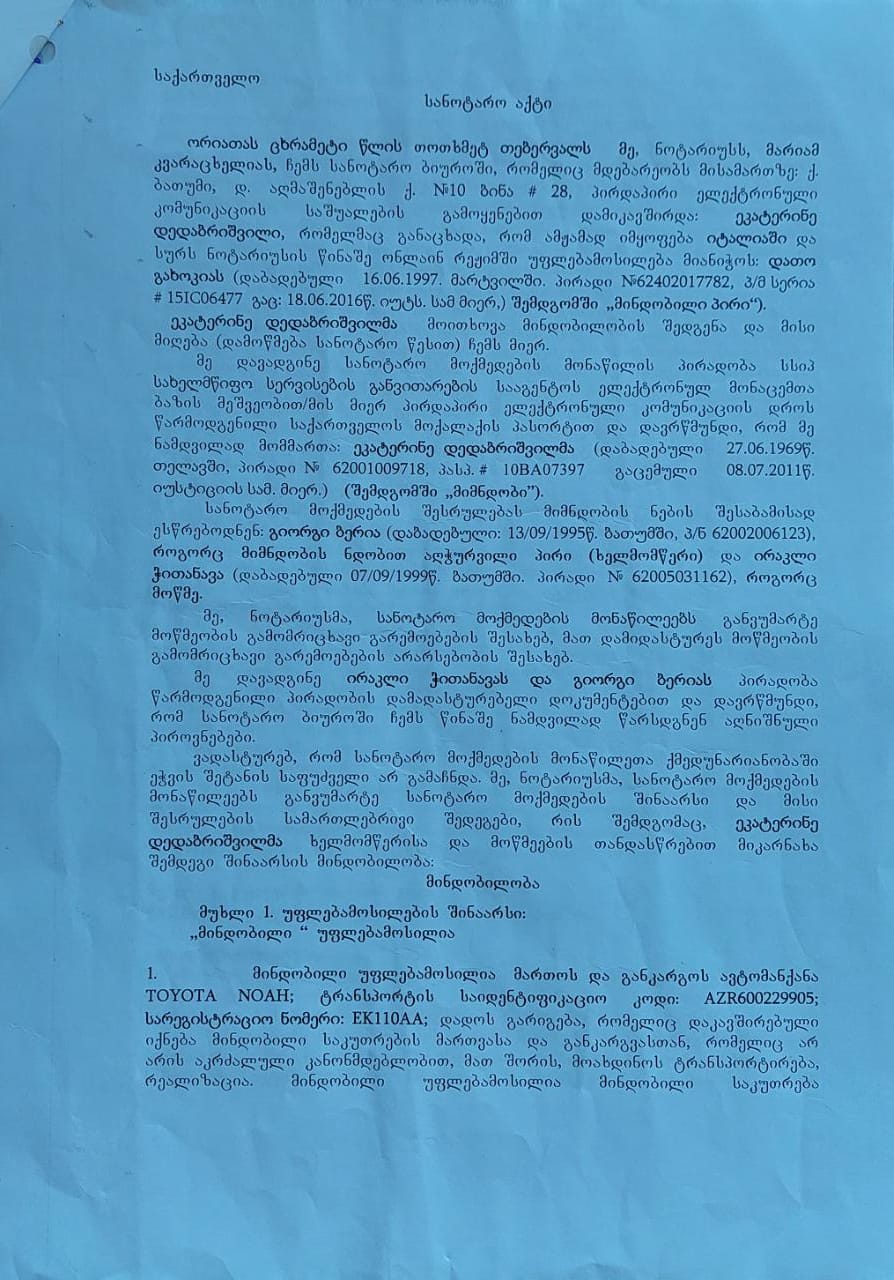 საქართველო
სანოტარო აქტი
ორიათას ცხრამეტი წლის თოთხმეტ თებერვალს მე, ნოტარიუსს, მარიამ
კვარაცხელიას, ჩემს სანოტარო ბიუროში, რომელიც მდებარეობს მისამართზე: ქ.
ბათუმი, დ. აღმაშენებლის ქ. №10 ბინა # 28, პირდაპირი ელექტრონული
კომუნიკაციის საშუალების გამოყენებით დამიკავშირდა: ეკატერინე
დედაბრიშვილი, რომელმაც განაცხადა, რომ ამჟამად იმყოფება იტალიაში და
სურს ნოტარიუსის წინაშე ონლაინ რეჟიმში უფლებამოსილება მიანიჭოს: დათო
გახოკიას (დაბადებული 16.06.1997. მარტვილში. პირადი №62402017782, პ/მ სერია
# 15IC06477 გაც: 18.06.2016წ. იუტს. სამ მიერ,) შემდგომში „მინდობილი პირი“).
ეკატერინე დედაბრიშვილმა მოითხოვა მინდობილობის შედგენა და მისი
მიღება (დამოწმება სანოტარო წესით) ჩემს მიერ.
მე დავადგინე სანოტარო მოქმედების მონაწილის პირადობა სსიპ
სახელმწიფო სერვისების განვითარების სააგენტოს ელექტრონულ მონაცემთა
ბაზის მეშვეობით/მის მიერ პირდაპირი ელექტრონული კომუნიკაციის დროს
წარმოდგენილი საქართველოს მოქალაქის პასორტით და დავრწმუნდი, რომ მე
ნამდვილად მომმართა: ეკატერინე დედაბრიშვილმა (დაბადებული 27.06.1969წ.
თელავში, პირადი № 62001009718, პასპ. # 10BA07397 გაცემული 08.07.2011წ.
იუსტიციის სამ. მიერ.) (შემდგომში „მიმნდობი“).
სანოტარო მოქმედების შესრულებას მიმნდობის ნების შესაბამისად
ესწრებოდნენ: გიორგი ბერია (დაბადებული: 13/09/1995წ. ბათუმში, პ/ნ 62002006123),
როგორც მიმნდობის ნდობით აღჭურვილი პირი (ხელმომწერი) და ირაკლი
ჭითანავა (დაბადებული 07/09/1999წ. ბათუმში. პირადი № 62005031162), როგორც
მოწმე.
მე, ნოტარიუსმა, სანოტარო მოქმედების მონაწილეებს განვუმარტე
მოწმეობის გამომრიცხავი გარემოებების შესახებ, მათ დამიდასტურეს მოწმეობის
გამომრიცხავი გარემოებების არარსებობის შესახებ.
მე დავადგინე ირაკლი ჭითანავას და გიორგი ბერიას პირადობა
წარმოდგენილი პირადობის დამადასტურებელი დოკუმენტებით და დავრწმუნდი,
რომ სანოტარო ბიუროში ჩემს წინაშე ნამდვილად წარსდგნენ აღნიშნული
პიროვნებები.
ვადასტურებ, რომ სანოტარო მოქმედების მონაწილეთა ქმედუნარიანობაში
ეჭვის შეტანის საფუძველი არ გამაჩნდა. მე, ნოტარიუსმა, სანოტარო მოქმედების
მონაწილეებს განვუმარტე სანოტარო მოქმედების შინაარსი და მისი
შესრულების სამართლებრივი შედეგები, რის შემდგომაც, ეკატერინე
დედაბრიშვილმა ხელმომწერისა და მოწმეების თანდასწრებით მიკარნახა
შემდეგი შინაარსის მინდობილობა:
მინდობილობა
მუხლი 1. უფლებამოსილების შინაარსი:
„მინდობილი “ უფლებამოსილია
1. მინდობილი უფლებამოსილია მართოს და განკარგოს ავტომანქანა
TOYOTA NOAH; ტრანსპორტის საიდენტიფიკაციო კოდი: AZR600229905;
სარეგისტრაციო ნომერი: EK110AA; დადოს გარიგება, რომელიც დაკავშირებული
იქნება მინდობილი საკუთრების მართვასა და განკარგვასთან, რომელიც არ
არის აკრძალული კანონმდებლობით, მათ შორის, მოახდინოს ტრანსპორტირება,
რეალიზაცია. მინდობილი უფლებამოსილია მინდობილი საკუთრება